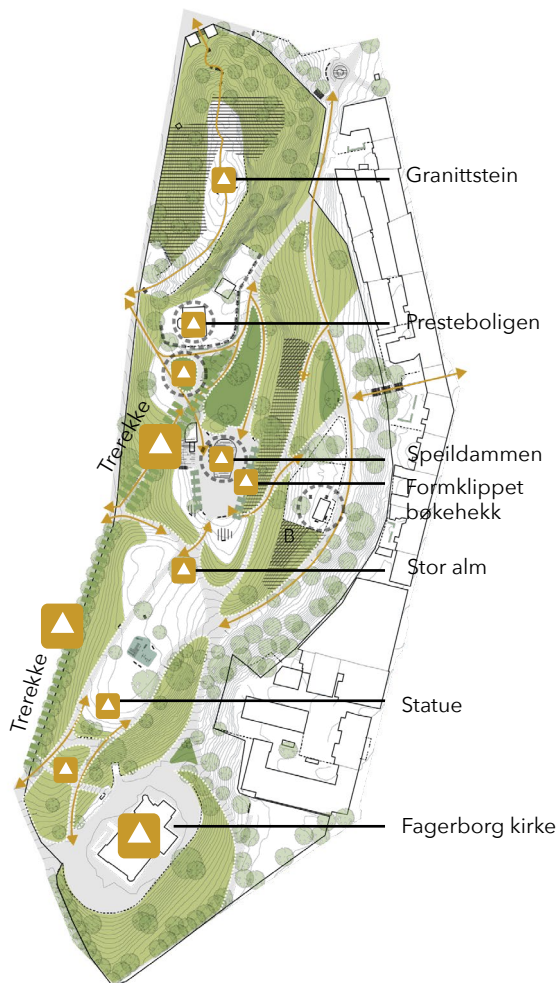 Granittstein
Presteboligen
Trerekke
Speildammen
Formklippet
bøkehekk
B
Stor alm
Trerekke
Statue
Fagerborg kirke